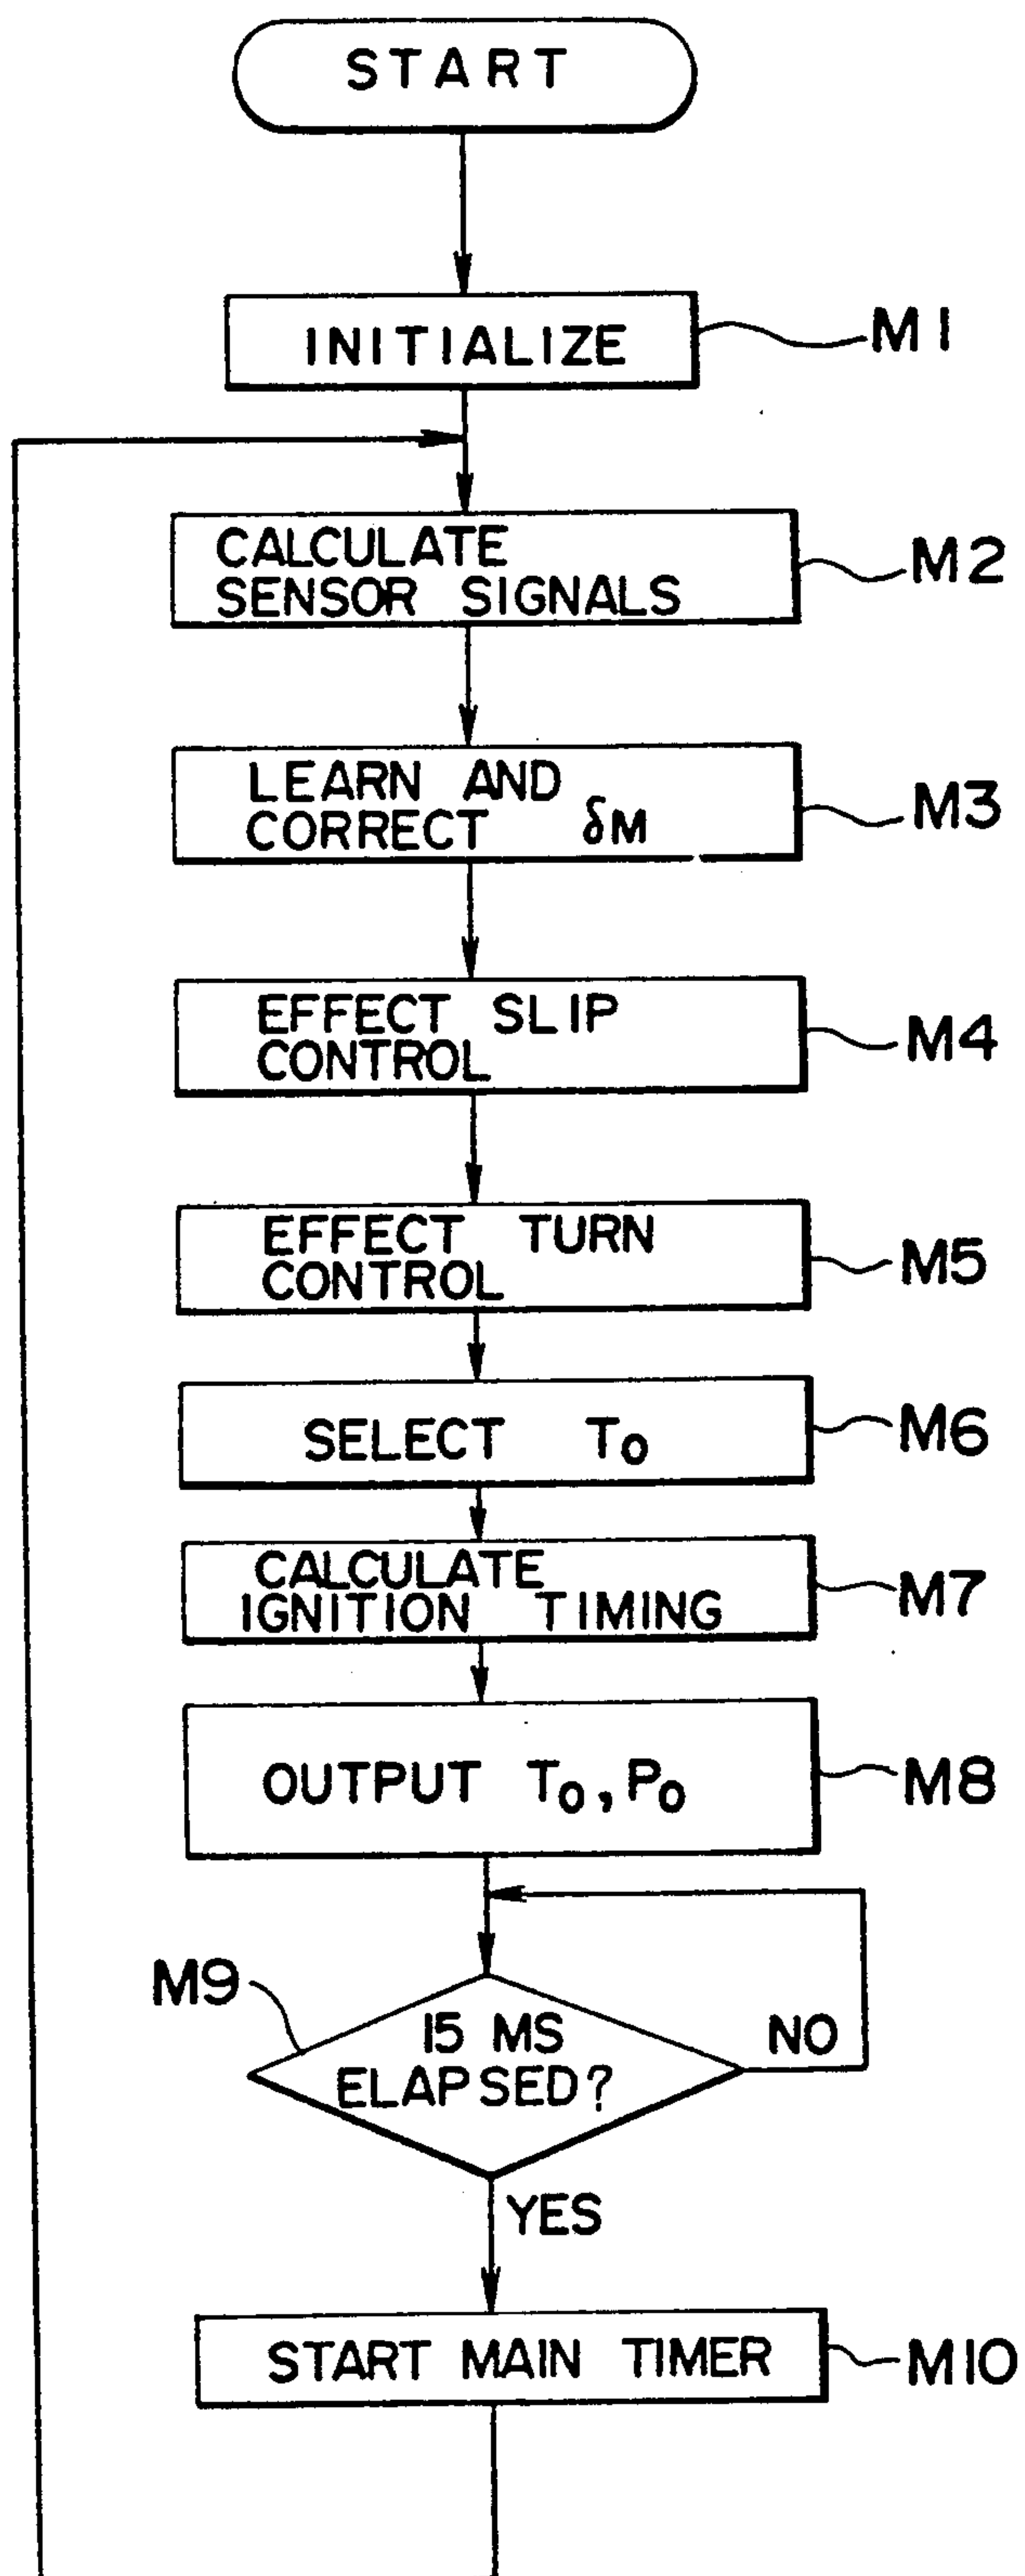 START
INITIALIZE
M1
CALCULATE
SENSOR SIGNALS
M2
LEARN AND
CORRECT δM
M3
EFFECT SLIP
CONTROL
M4
EFFECT TURN
CONTROL
M5
SELECT To
M6
CALCULATE
IGNITION TIMING
M7
OUTPUT To, Po
M8
M9
15 MS
ELAPSED?
NO
YES
START MAIN TIMER
M10